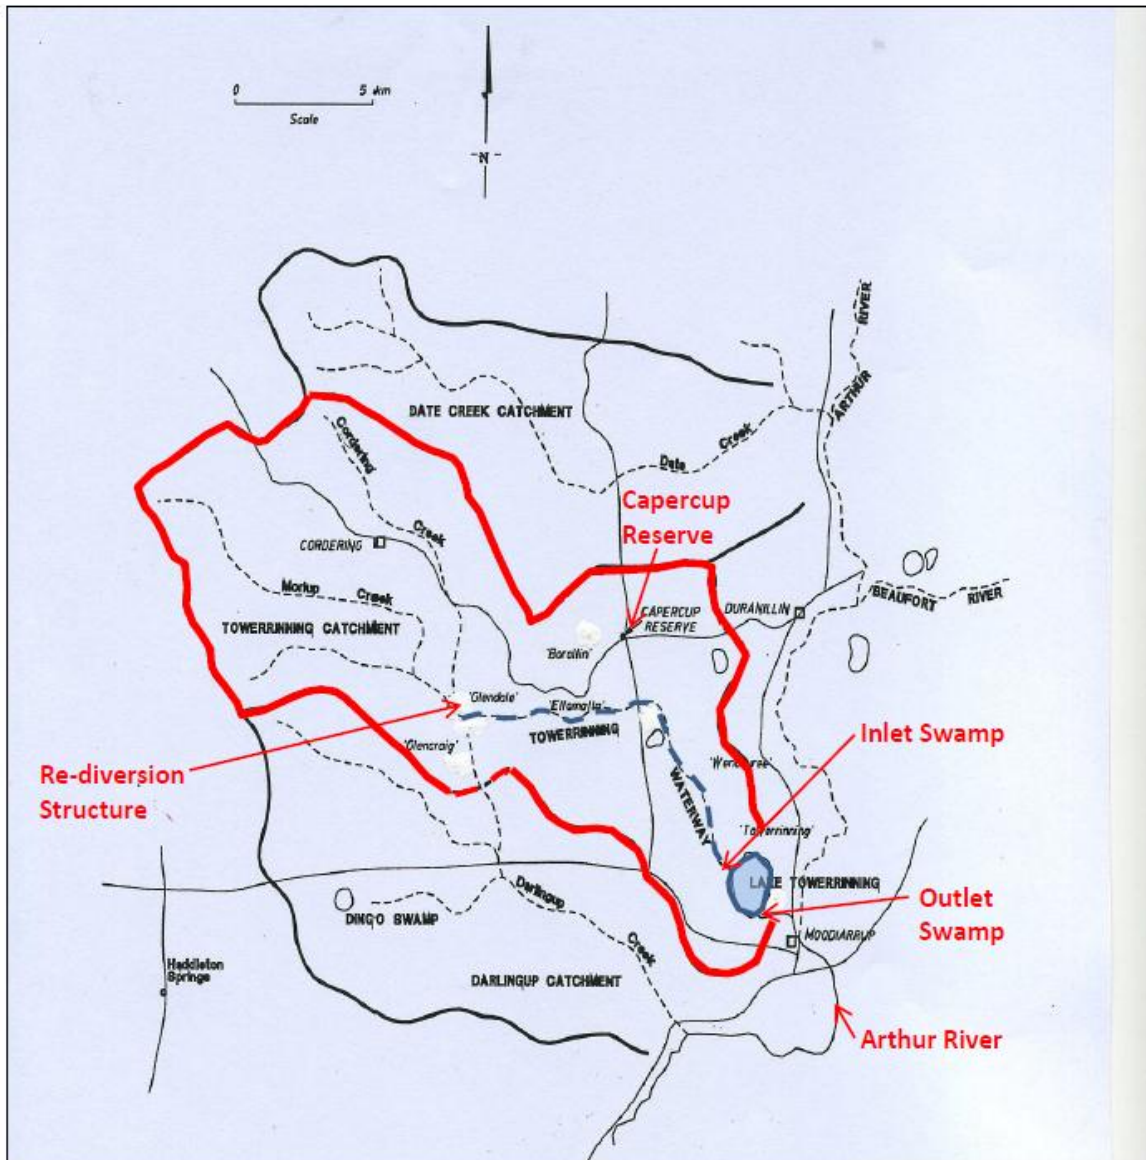 0 5 km
Scale
N
RIVER
ARTHUR
DATE CREEK CATCHMENT
Cordering
Creek
Date Creek
Capercup
Reserve
CORDERING
Creek
Morlup Creek
BEAUFORT RIVER
TOWERRINNING CATCHMENT
CAPERCUP
RESERVE
DURANILLIN
'Borallin'
'Glendale'
'Ellamalla'
TOWERRINNING
'Glencraig'
Inlet Swamp
Re-diversion
Structure
WATERWAY
'Towerrinning'
LAKE TOWERRINNING
Outlet
Swamp
Darlingup
Creek
DINGO SWAMP
MOODIARRUP
Haddleton
Springs
DARLINGUP CATCHMENT
Arthur River